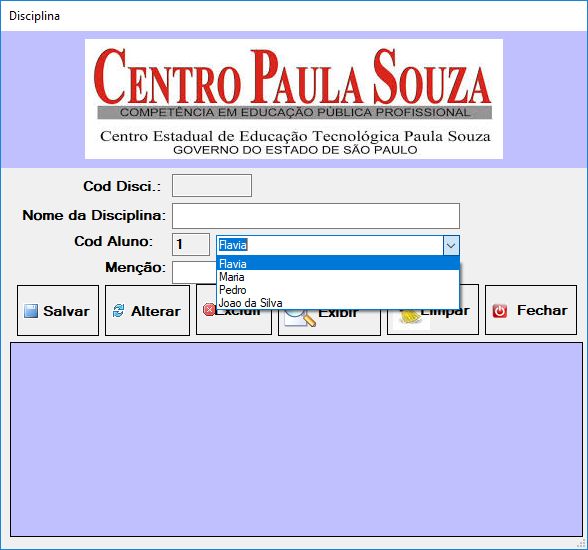 Disciplina
CENTRO PAULA SOUZA
COMPETÊNCIA EM EDUCAÇÃO PÚBLICA PROFISSIONAL
Centro Estadual de Educação Tecnológica Paula Souza
GOVERNO DO ESTADO DE SÃO PAULO
Cod Disci.:
Nome da Disciplina:
Cod Aluno: 1 Flavia
Flavia
Maria
Pedro
Joao da Silva
Menção:
Salvar Alterar Excluir Exibir Limpar Fechar